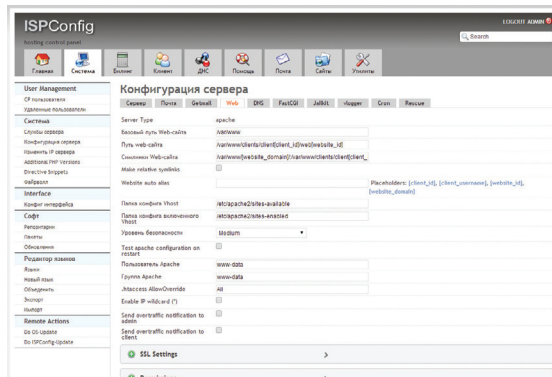 ISPConfig
hosting control panel
LOGOUT ADMIN
Search
Главная
Система
Билинг
Клиент
ДНС
Помощь
Почта
Сайты
Утилиты
User Management
CP пользователи
Удаленные пользователи
Система
Службы сервера
Конфигурация сервера
Изменить IP сервера
Additional PHP Versions
Directive Snippets
Файрволл
Interface
Конфиг интерфейса
Софт
Репозитарии
Пакеты
Обновления
Редактор языков
Языки
Новый язык
Объединить
Экспорт
Импорт
Remote Actions
Do OS-Update
Do ISPConfig-Update
Конфигурация сервера
Сервер
Почта
Getmail
Web
DNS
FastCGI
Jailkit
vlogger
Cron
Rescue
Server Type
apache
Базовый путь Web-сайта
/var/www
Путь web-сайта
/var/www/clients/client[client_id]/web[website_id]
Симлинки Web-сайта
/var/www/[website_domain]/:/var/www/clients/client[client_
Make relative symlinks
Website auto alias
Placeholders: [client_id], [client_username], [website_id],
[website_domain]
Папка конфига Vhost
/etc/apache2/sites-available
Папка конфига включенного
Vhost
/etc/apache2/sites-enabled
Уровень безопасности
Medium
Test apache configuration on
restart
Пользователь Apache
www-data
Группа Apache
www-data
.htaccess AllowOverride
All
Enable IP wildcard (*)
Send overtraffic notification to
admin
Send overtraffic notification to
client
SSL Settings